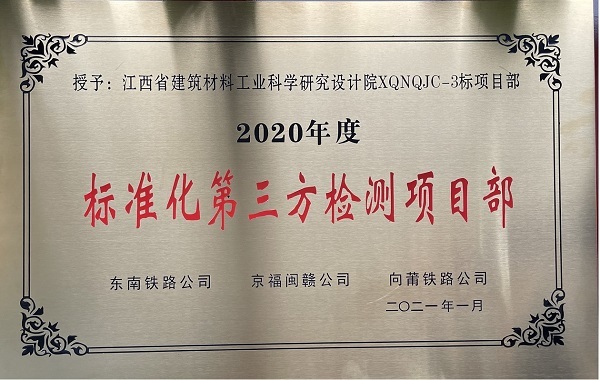 授予：江西省建筑材料工业科学研究设计院XQNQJC-3标项目部
2020年度
标准化第三方检测项目部
东南铁路公司 京福闽赣公司 向莆铁路公司
二〇二一年一月